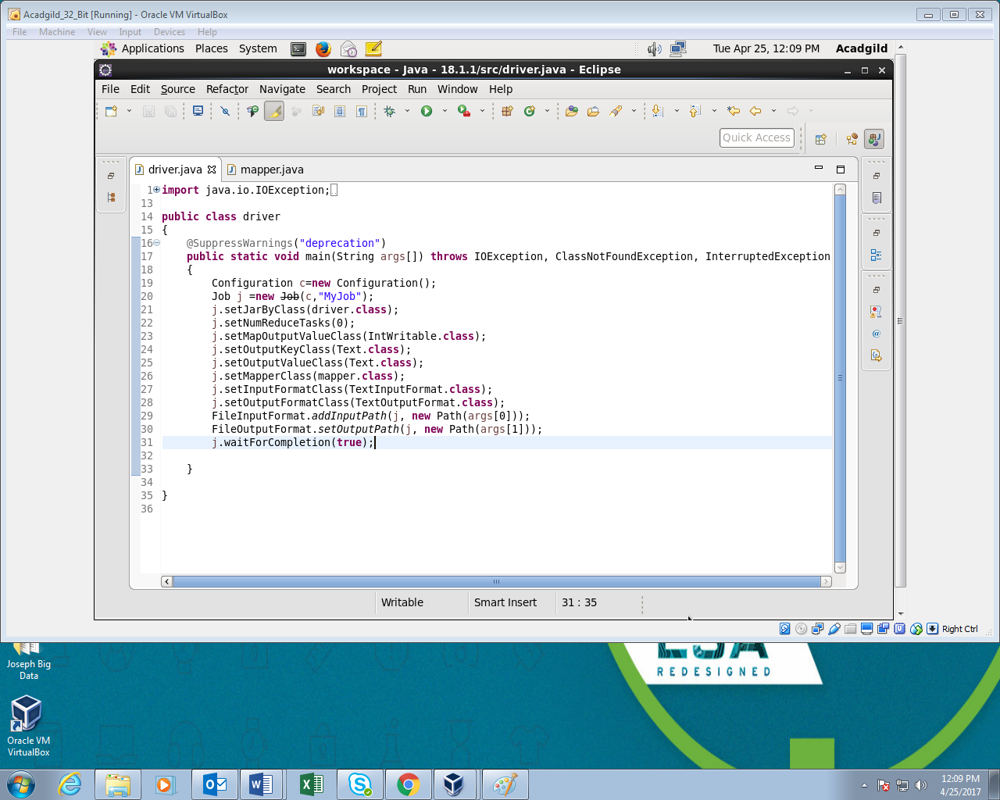 Acadgild_32_Bit [Running] - Oracle VM VirtualBox
File Machine View Input Devices Help
Applications Places System Tue Apr 25, 12:09 PM Acadgild
workspace - Java - 18.1.1/src/driver.java - Eclipse
File Edit Source Refactor Navigate Search Project Run Window Help
Quick Access
driver.java mapper.java
1 import java.io.IOException;
13
14 public class driver
15 {
16 @SuppressWarnings("deprecation")
17 public static void main(String args[]) throws IOException, ClassNotFoundException, InterruptedException
18 {
19 Configuration c=new Configuration();
20 Job j =new Job(c,"MyJob");
21 j.setJarByClass(driver.class);
22 j.setNumReduceTasks(0);
23 j.setMapOutputValueClass(IntWritable.class);
24 j.setOutputKeyClass(Text.class);
25 j.setOutputValueClass(Text.class);
26 j.setMapperClass(mapper.class);
27 j.setInputFormatClass(TextInputFormat.class);
28 j.setOutputFormatClass(TextOutputFormat.class);
29 FileInputFormat.addInputPath(j, new Path(args[0]));
30 FileOutputFormat.setOutputPath(j, new Path(args[1]));
31 j.waitForCompletion(true);
32
33 }
34
35 }
36
Writable Smart Insert 31 : 35
Right Ctrl
Joseph Big
Data
REDESIGNED
Oracle VM
VirtualBox
12:09 PM
4/25/2017